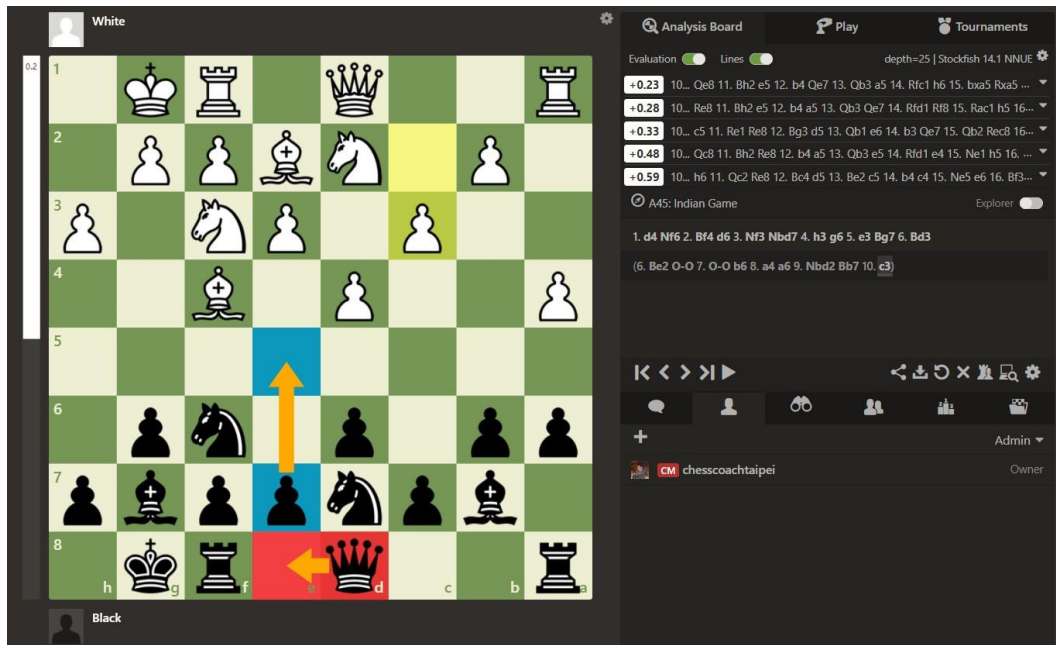 White
0.2
1
2
3
4
5
6
7
8
h g f e d c b a
Black
Analysis Board Play Tournaments
Evaluation Lines depth=25 | Stockfish 14.1 NNUE
+0.23 10... Qe8 11. Bh2 e5 12. b4 Qe7 13. Qb3 a5 14. Rfc1 h6 15. bxa5 Rxa5 ...
+0.28 10... Re8 11. Bh2 e5 12. b4 a5 13. Qb3 Qe7 14. Rfd1 Rf8 15. Rac1 h5 16...
+0.33 10... c5 11. Re1 Re8 12. Bg3 d5 13. Qb1 e6 14. b3 Qe7 15. Qb2 Rec8 16...
+0.48 10... Qc8 11. Bh2 Re8 12. b4 a5 13. Qb3 e5 14. Rfd1 e4 15. Ne1 h5 16. ...
+0.59 10... h6 11. Qc2 Re8 12. Bc4 d5 13. Be2 c5 14. b4 c4 15. Ne5 e6 16. Bf3...
A45: Indian Game Explorer
1. d4 Nf6 2. Bf4 d6 3. Nf3 Nbd7 4. h3 g6 5. e3 Bg7 6. Bd3
(6. Be2 O-O 7. O-O b6 8. a4 a6 9. Nbd2 Bb7 10. c3)
Admin
CM chesscoachtaipei Owner